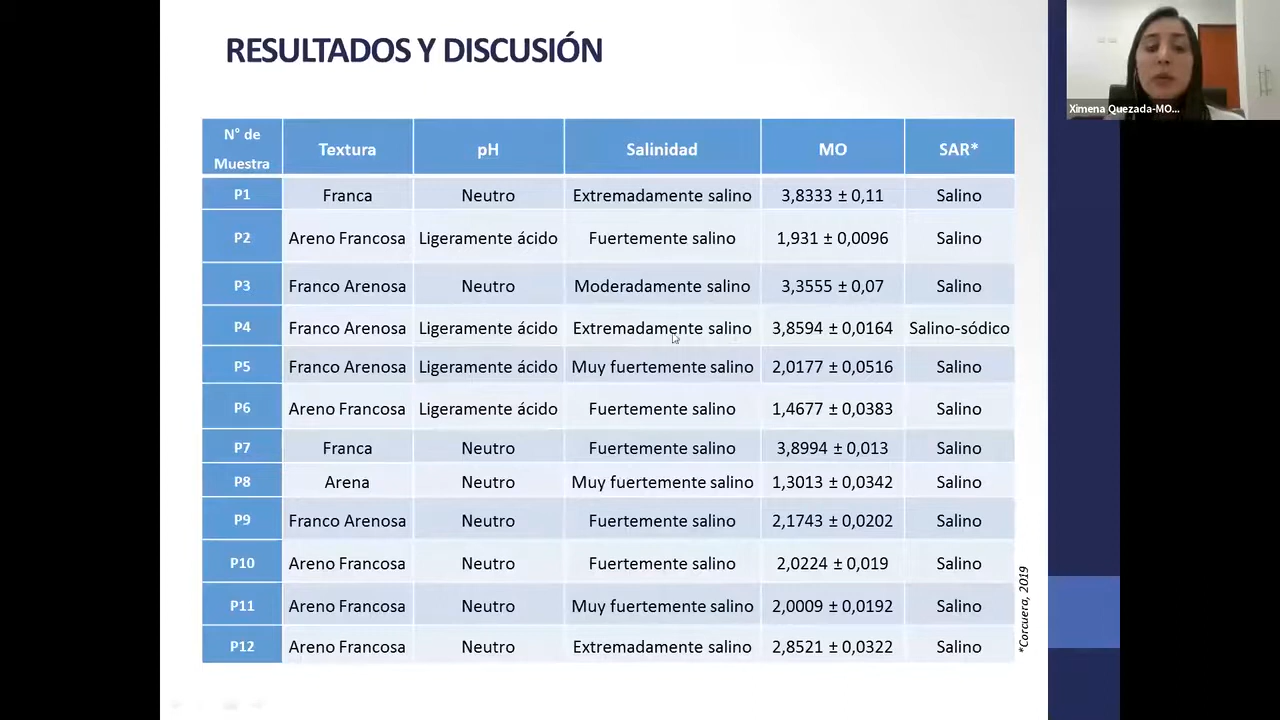 RESULTADOS Y DISCUSIÓN
Ximena Quezada-MO...
N° de Muestra Textura pH Salinidad MO SAR*
P1 Franca Neutro Extremadamente salino 3,8333 ± 0,11 Salino
P2 Areno Francosa Ligeramente ácido Fuertemente salino 1,931 ± 0,0096 Salino
P3 Franco Arenosa Neutro Moderadamente salino 3,3555 ± 0,07 Salino
P4 Franco Arenosa Ligeramente ácido Extremadamente salino 3,8594 ± 0,0164 Salino-sódico
P5 Franco Arenosa Ligeramente ácido Muy fuertemente salino 2,0177 ± 0,0516 Salino
P6 Areno Francosa Ligeramente ácido Fuertemente salino 1,4677 ± 0,0383 Salino
P7 Franca Neutro Fuertemente salino 3,8994 ± 0,013 Salino
P8 Arena Neutro Muy fuertemente salino 1,3013 ± 0,0342 Salino
P9 Franco Arenosa Neutro Fuertemente salino 2,1743 ± 0,0202 Salino
P10 Areno Francosa Neutro Fuertemente salino 2,0224 ± 0,019 Salino
P11 Areno Francosa Neutro Muy fuertemente salino 2,0009 ± 0,0192 Salino
P12 Areno Francosa Neutro Extremadamente salino 2,8521 ± 0,0322 Salino
*Corcuera, 2019